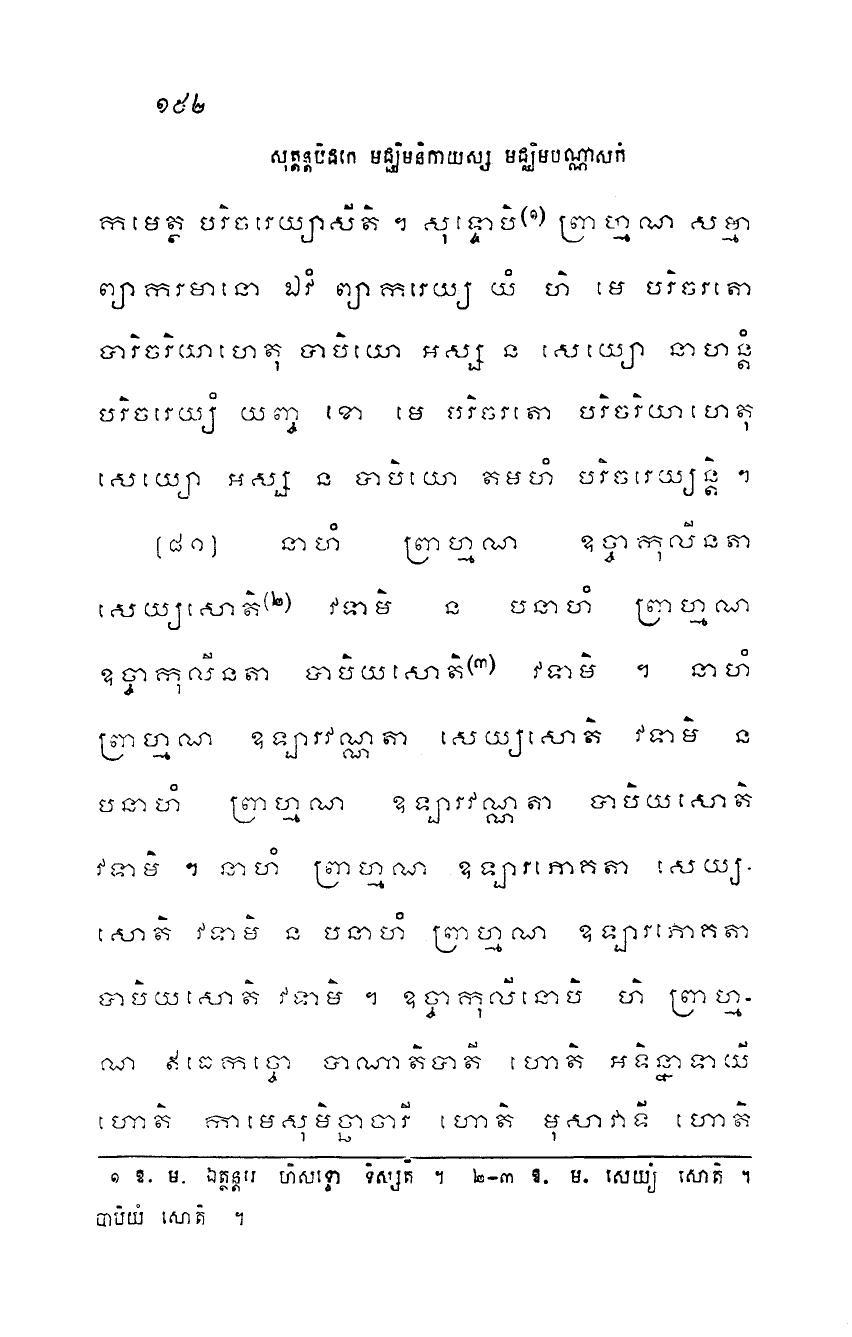 ១៩២
សុត្តន្តបិដកេ មជ្ឈិមនិកាយស្ស មជ្ឈិមបណ្ណាសកំ
កមេត្ថ បរិចរេយ្យាសីតិ ។ សុទ្ទោបិ(១) ព្រាហ្មណ សម្មា
ព្យាករមានោ ឯវំ ព្យាករេយ្យ យំ ហិ មេ បរិចរតោ
បារិចរិយាហេតុ បាបិយោ អស្ស ន សេយ្យោ នាហន្តំ
បរិចរេយ្យំ យញ្ច ខោ មេ បរិចរតោ បរិចរិយាហេតុ
សេយ្យោ អស្ស ន បាបិយោ តមហំ បរិចរេយ្យន្តិ ។
[៨១] នាហំ ព្រាហ្មណ ឧច្ចាកុលីនតា
សេយ្យសោតិ(២) វទាមិ ន បនាហំ ព្រាហ្មណ
ឧច្ចាកុលីនតា បាបិយសោតិ(៣) វទាមិ ។ នាហំ
ព្រាហ្មណ ឧឡារវណ្ណតា សេយ្យសោតិ វទាមិ ន
បនាហំ ព្រាហ្មណ ឧឡារវណ្ណតា បាបិយសោតិ
វទាមិ ។ នាហំ ព្រាហ្មណ ឧឡារភោគតា សេយ្យ-
សោតិ វទាមិ ន បនាហំ ព្រាហ្មណ ឧឡារភោគតា
បាបិយសោតិ វទាមិ ។ ឧច្ចាកុលីនោបិ ហិ ព្រាហ្ម-
ណ ឥធេកច្ចោ បាណាតិបាតី ហោតិ អទិន្នាទាយី
ហោតិ កាមេសុមិច្ឆាចារី ហោតិ មុសាវាទី ហោតិ
១ ឱ. ម. ឯត្ថន្តរេ ហិសទ្ទោ ទិស្សតិ ។ ២-៣ ឱ. ម. សេយ្យំ សោតិ ។
បាបិយំ សោតិ ។